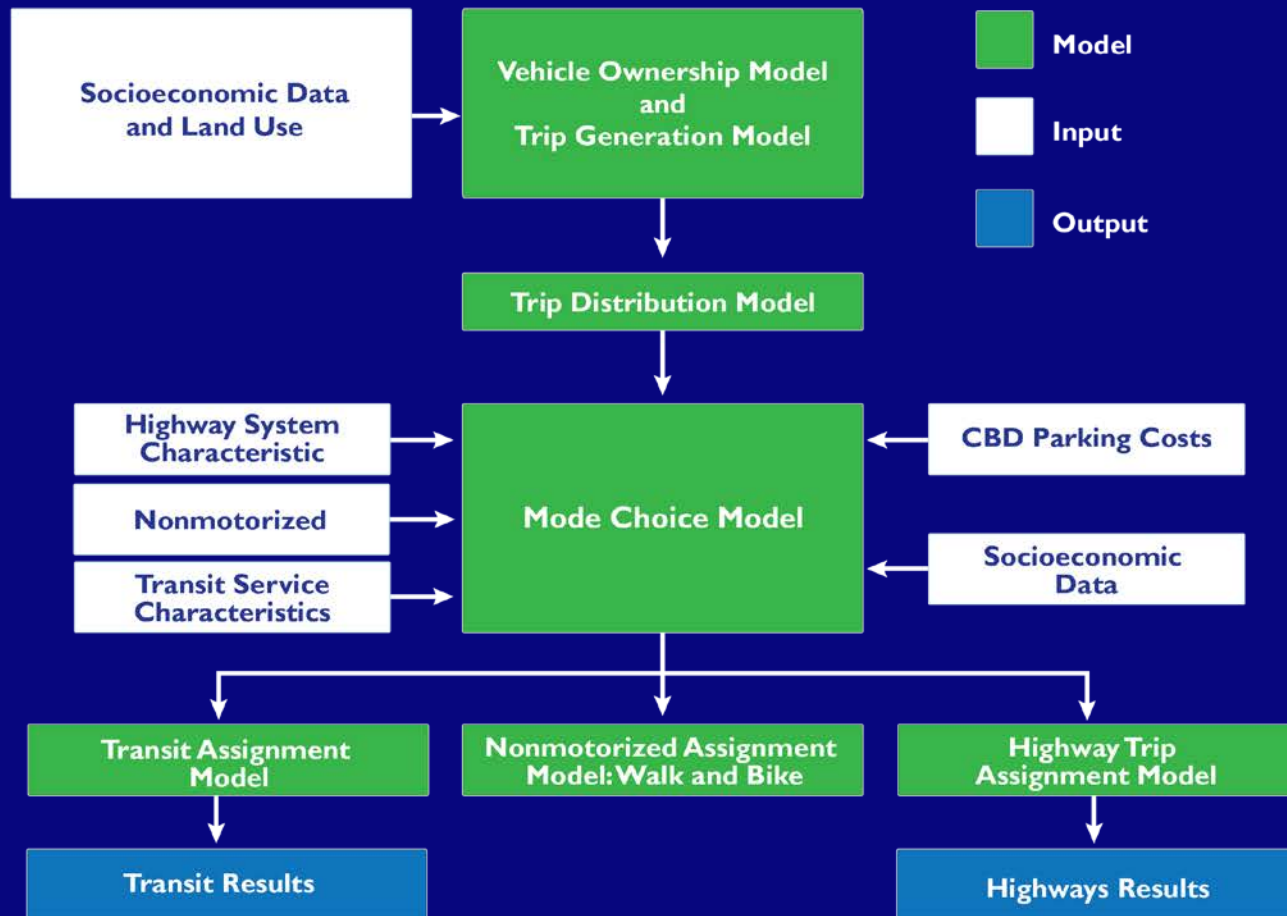 Socioeconomic Data
and Land Use
Vehicle Ownership Model
and
Trip Generation Model
Model
Input
Output
Trip Distribution Model
Highway System
Characteristic
Nonmotorized
Transit Service
Characteristics
Mode Choice Model
CBD Parking Costs
Socioeconomic
Data
Transit Assignment
Model
Nonmotorized Assignment
Model: Walk and Bike
Highway Trip
Assignment Model
Transit Results
Highways Results